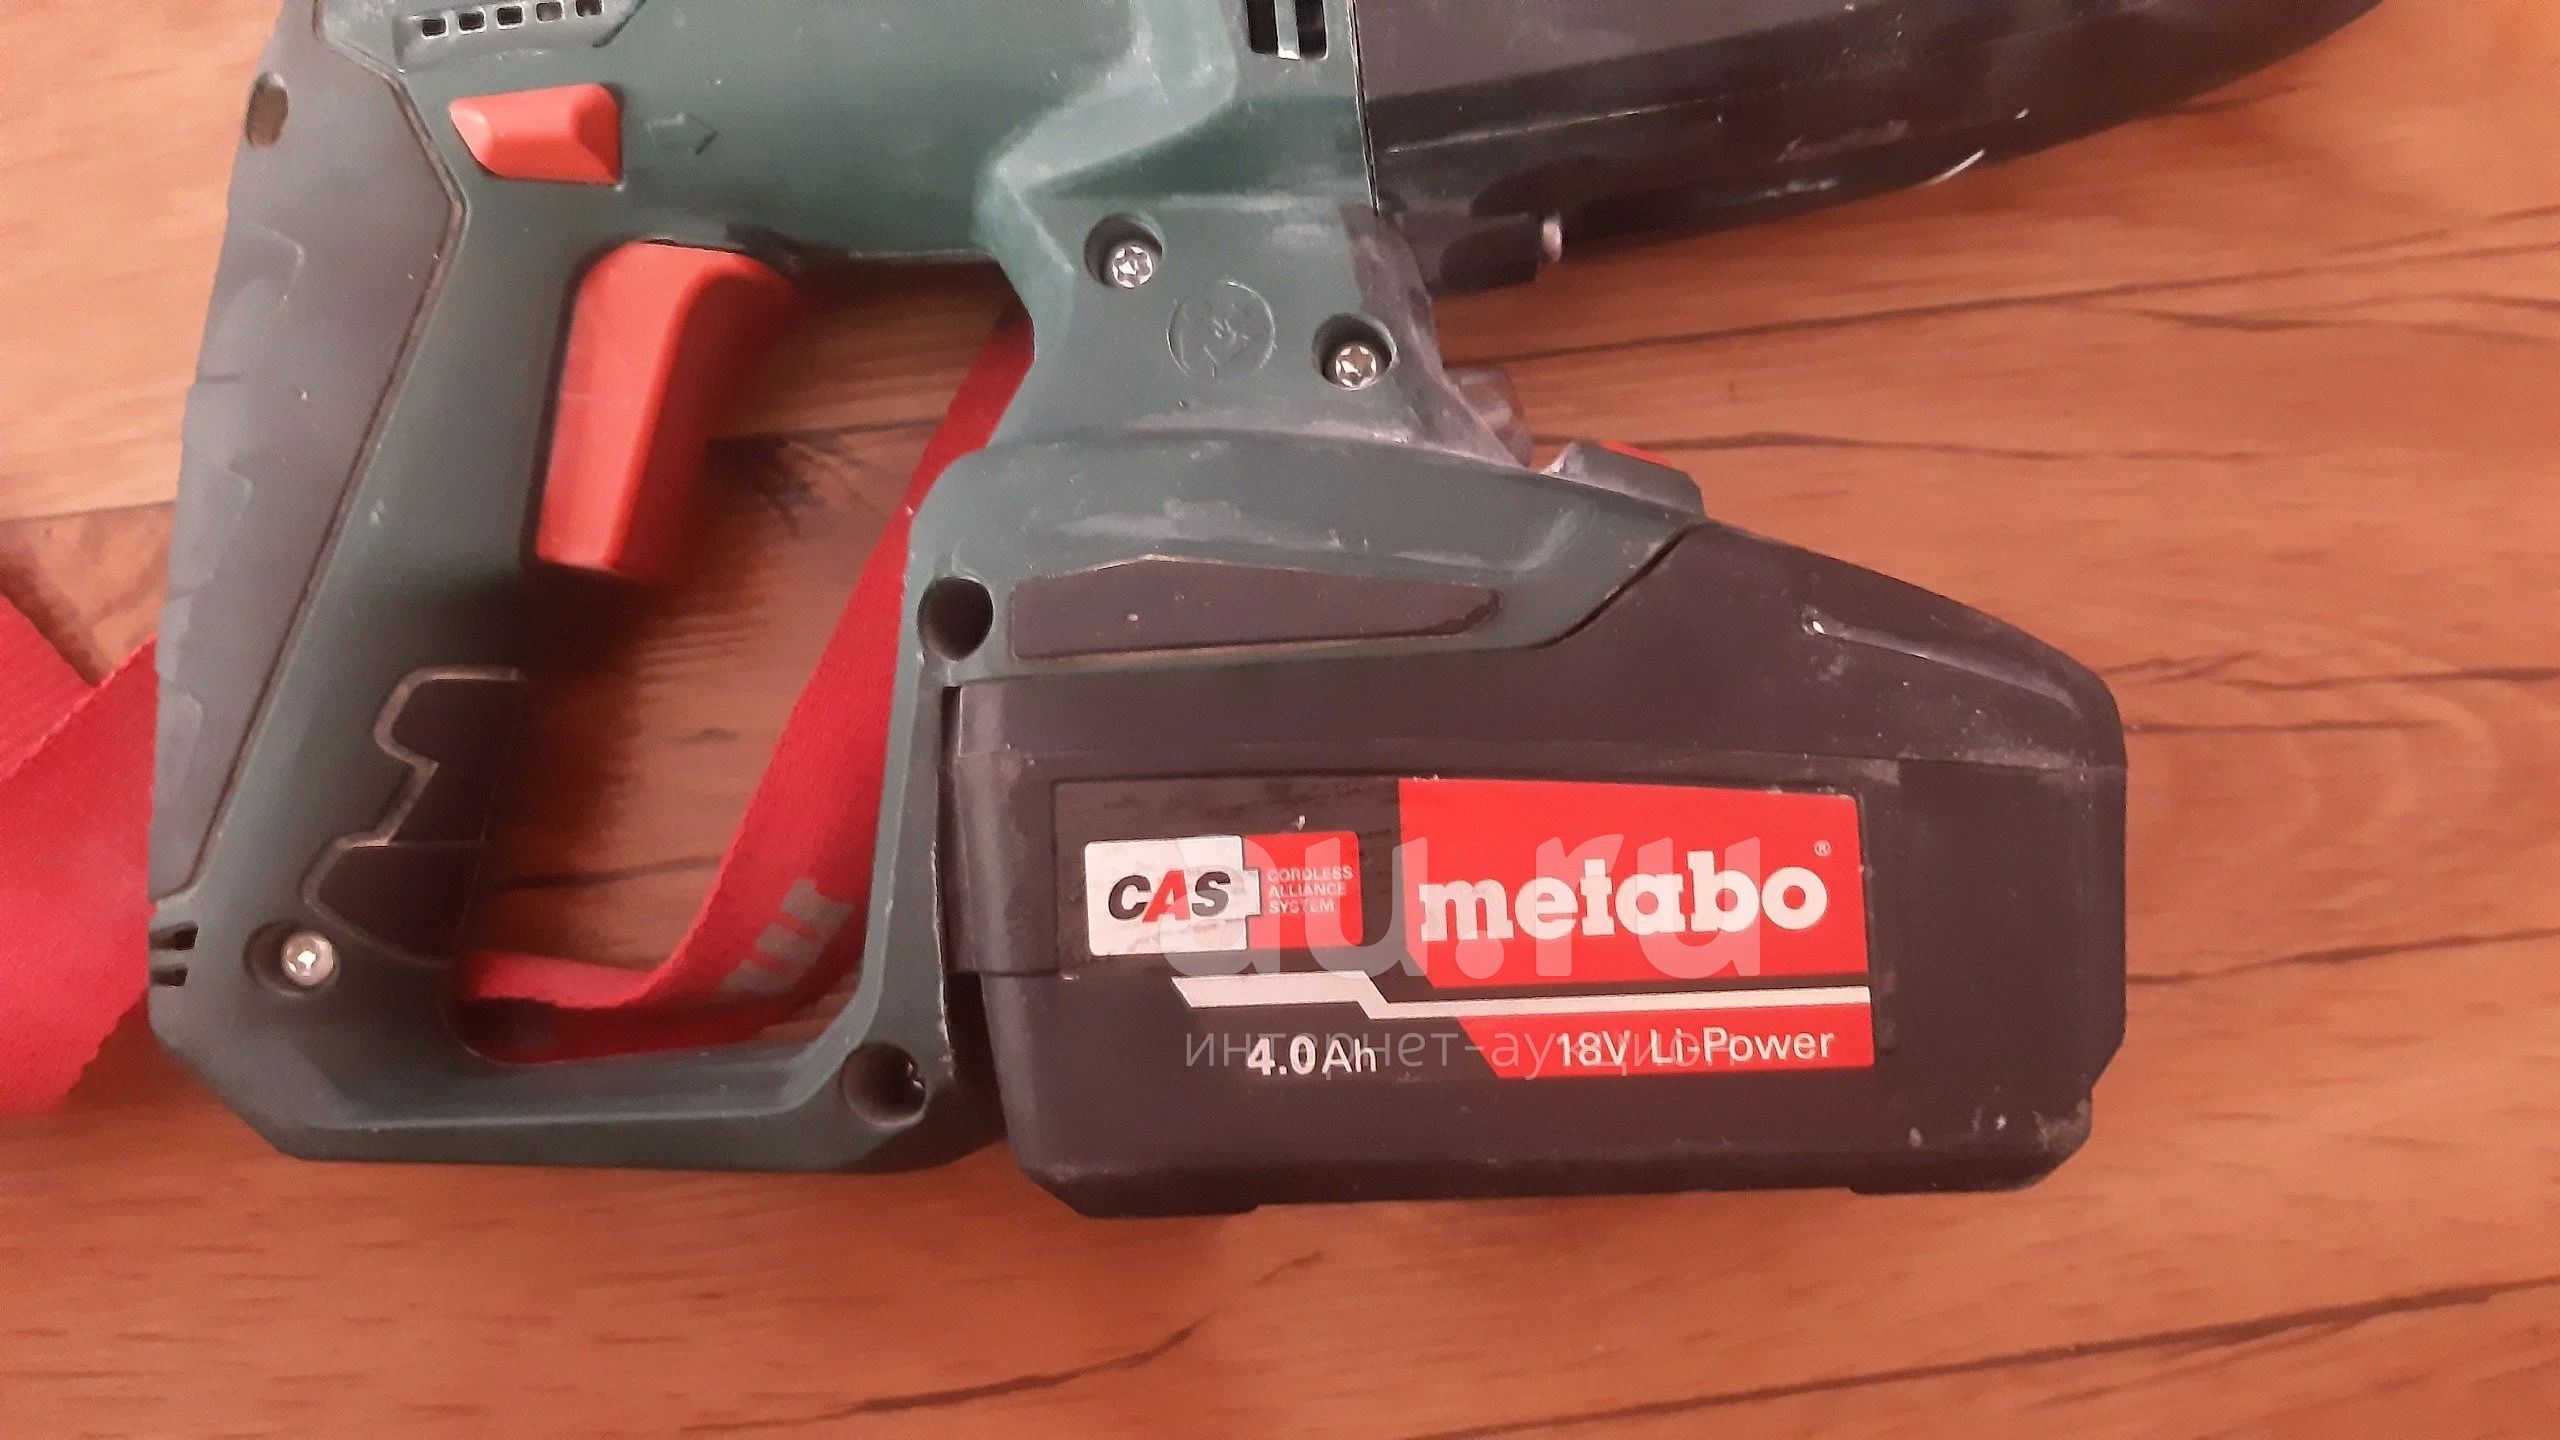 CAS
CORDLESS
ALLIANCE
SYSTEM
metabo®
au.ru
интернет-аукцион
4.0Ah
18V Li-Power